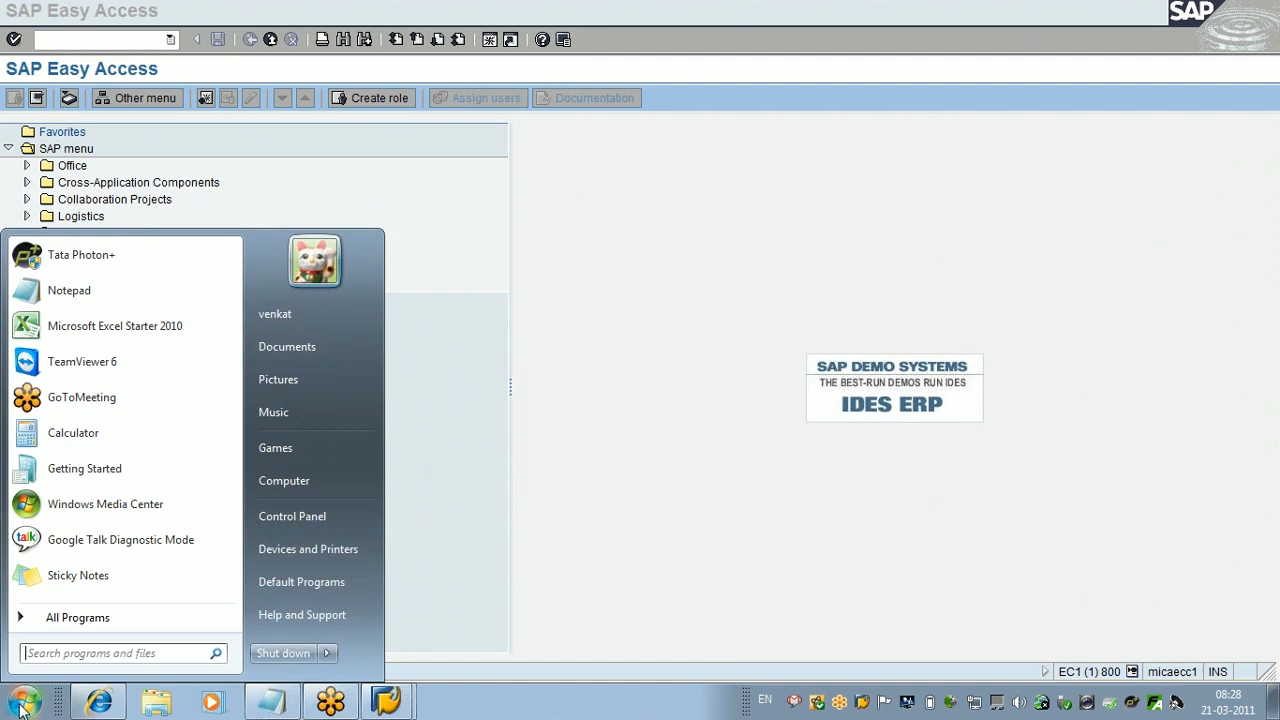 SAP Easy Access
SAP
SAP Easy Access
Other menu
Create role
Assign users
Documentation
Favorites
SAP menu
Office
Cross-Application Components
Collaboration Projects
Logistics
Tata Photon+
Notepad
Microsoft Excel Starter 2010
TeamViewer 6
GoToMeeting
Calculator
Getting Started
Windows Media Center
talk
Google Talk Diagnostic Mode
Sticky Notes
All Programs
Search programs and files
venkat
Documents
Pictures
Music
Games
Computer
Control Panel
Devices and Printers
Default Programs
Help and Support
Shut down
SAP DEMO SYSTEMS
THE BEST-RUN DEMOS RUN IDES
IDES ERP
EC1 (1) 800
micaecc1
INS
EN
08:28
21-03-2011